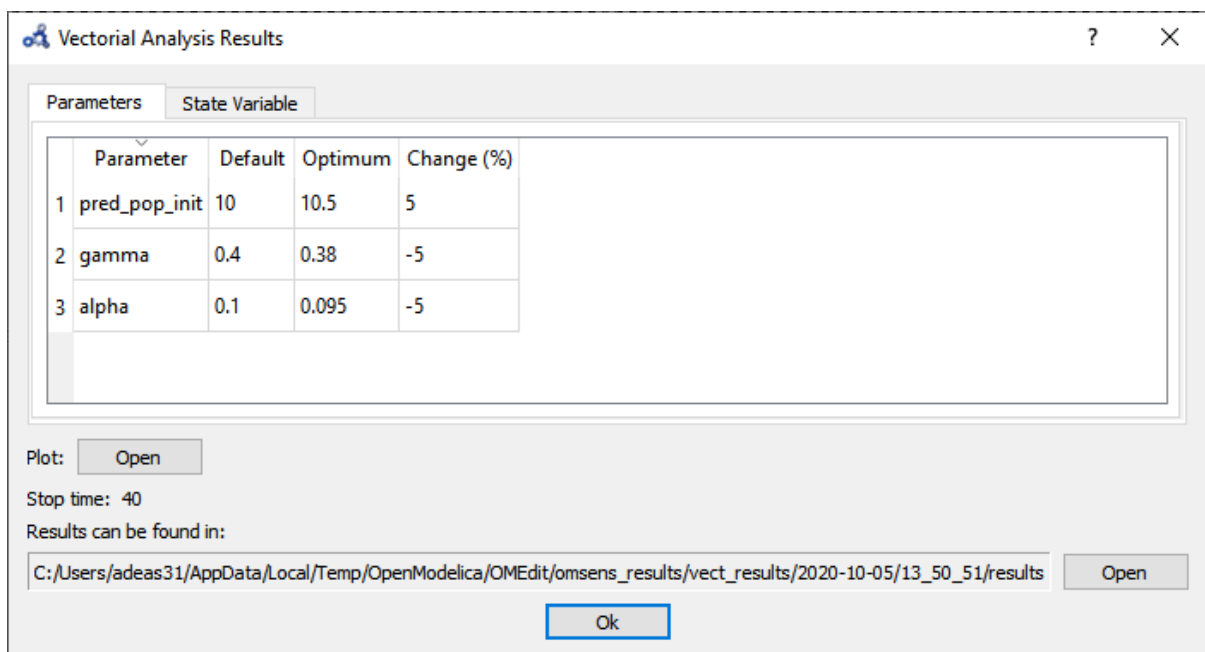 Vectorial Analysis Results ?
Parameters State Variable
Parameter Default Optimum Change (%)
1 pred_pop_init 10 10.5 5
2 gamma 0.4 0.38 -5
3 alpha 0.1 0.095 -5
Plot: Open
Stop time: 40
Results can be found in:
C:/Users/adeas31/AppData/Local/Temp/OpenModelica/OMEdit/omsens_results/vect_results/2020-10-05/13_50_51/results Open
Ok